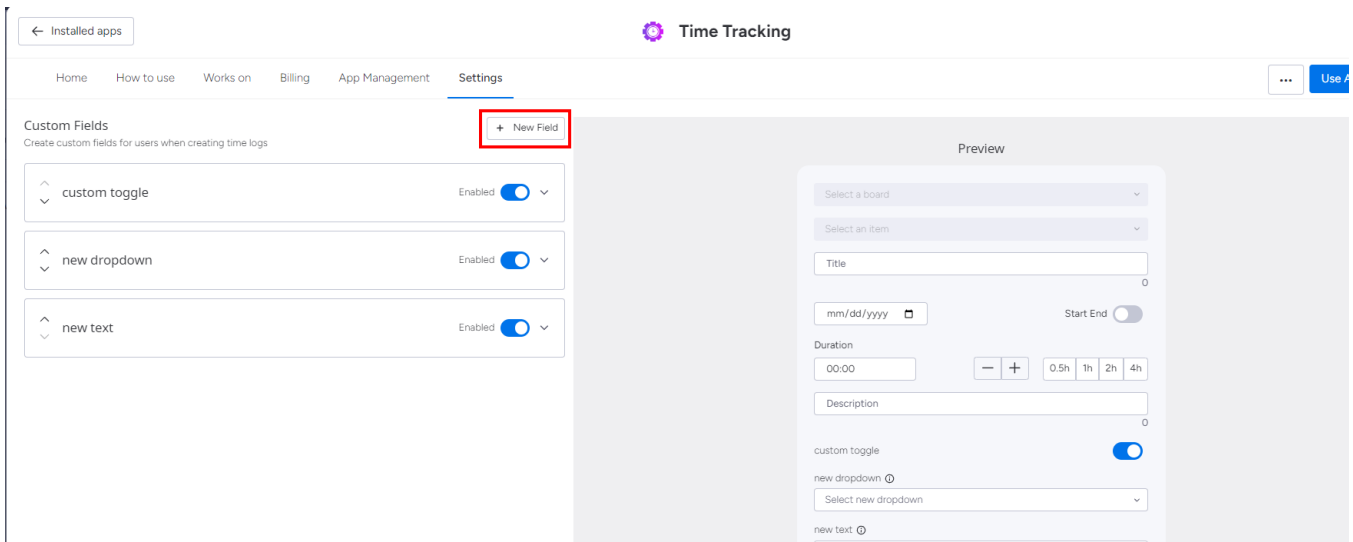 Installed apps
Time Tracking
Home How to use Works on Billing App Management Settings
Use A
Custom Fields
+ New Field
Create custom fields for users when creating time logs
custom toggle Enabled
new dropdown Enabled
new text Enabled
Preview
Select a board
Select an item
Title
0
mm/dd/yyyy Start End
Duration
00:00 0.5h 1h 2h 4h
Description
0
custom toggle
new dropdown
Select new dropdown
new text